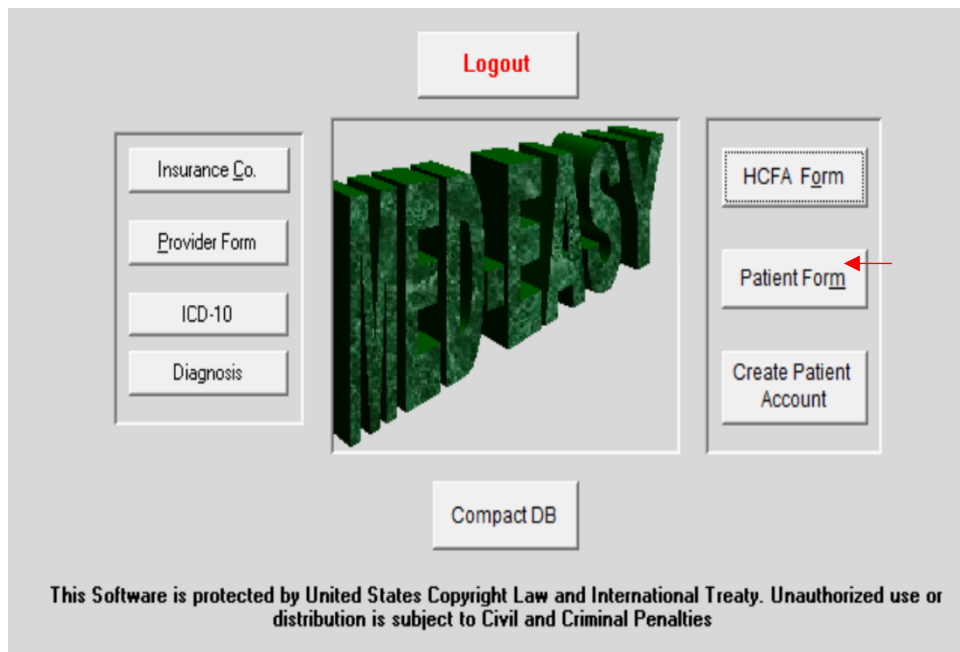 Logout
Insurance Co.
Provider Form
ICD-10
Diagnosis
MED-EASY
HCFA Form
Patient Form
Create Patient
Account
Compact DB
This Software is protected by United States Copyright Law and International Treaty. Unauthorized use or
distribution is subject to Civil and Criminal Penalties